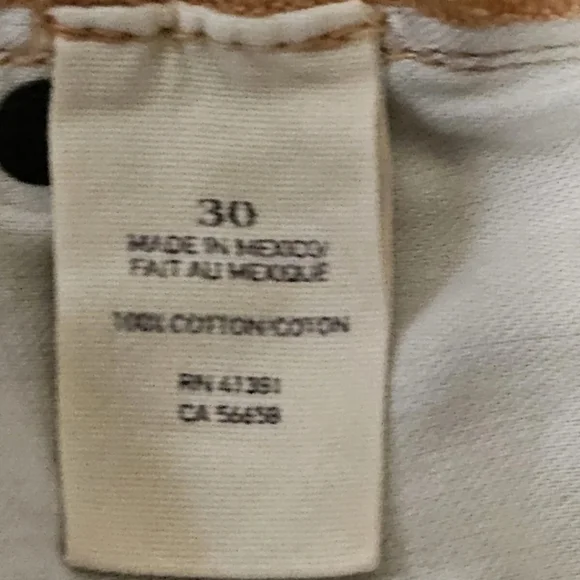 30
MADE IN MEXICO/
FAIT AU MEXIQUE
100% COTTON/COTON
RN 41381
CA 56658